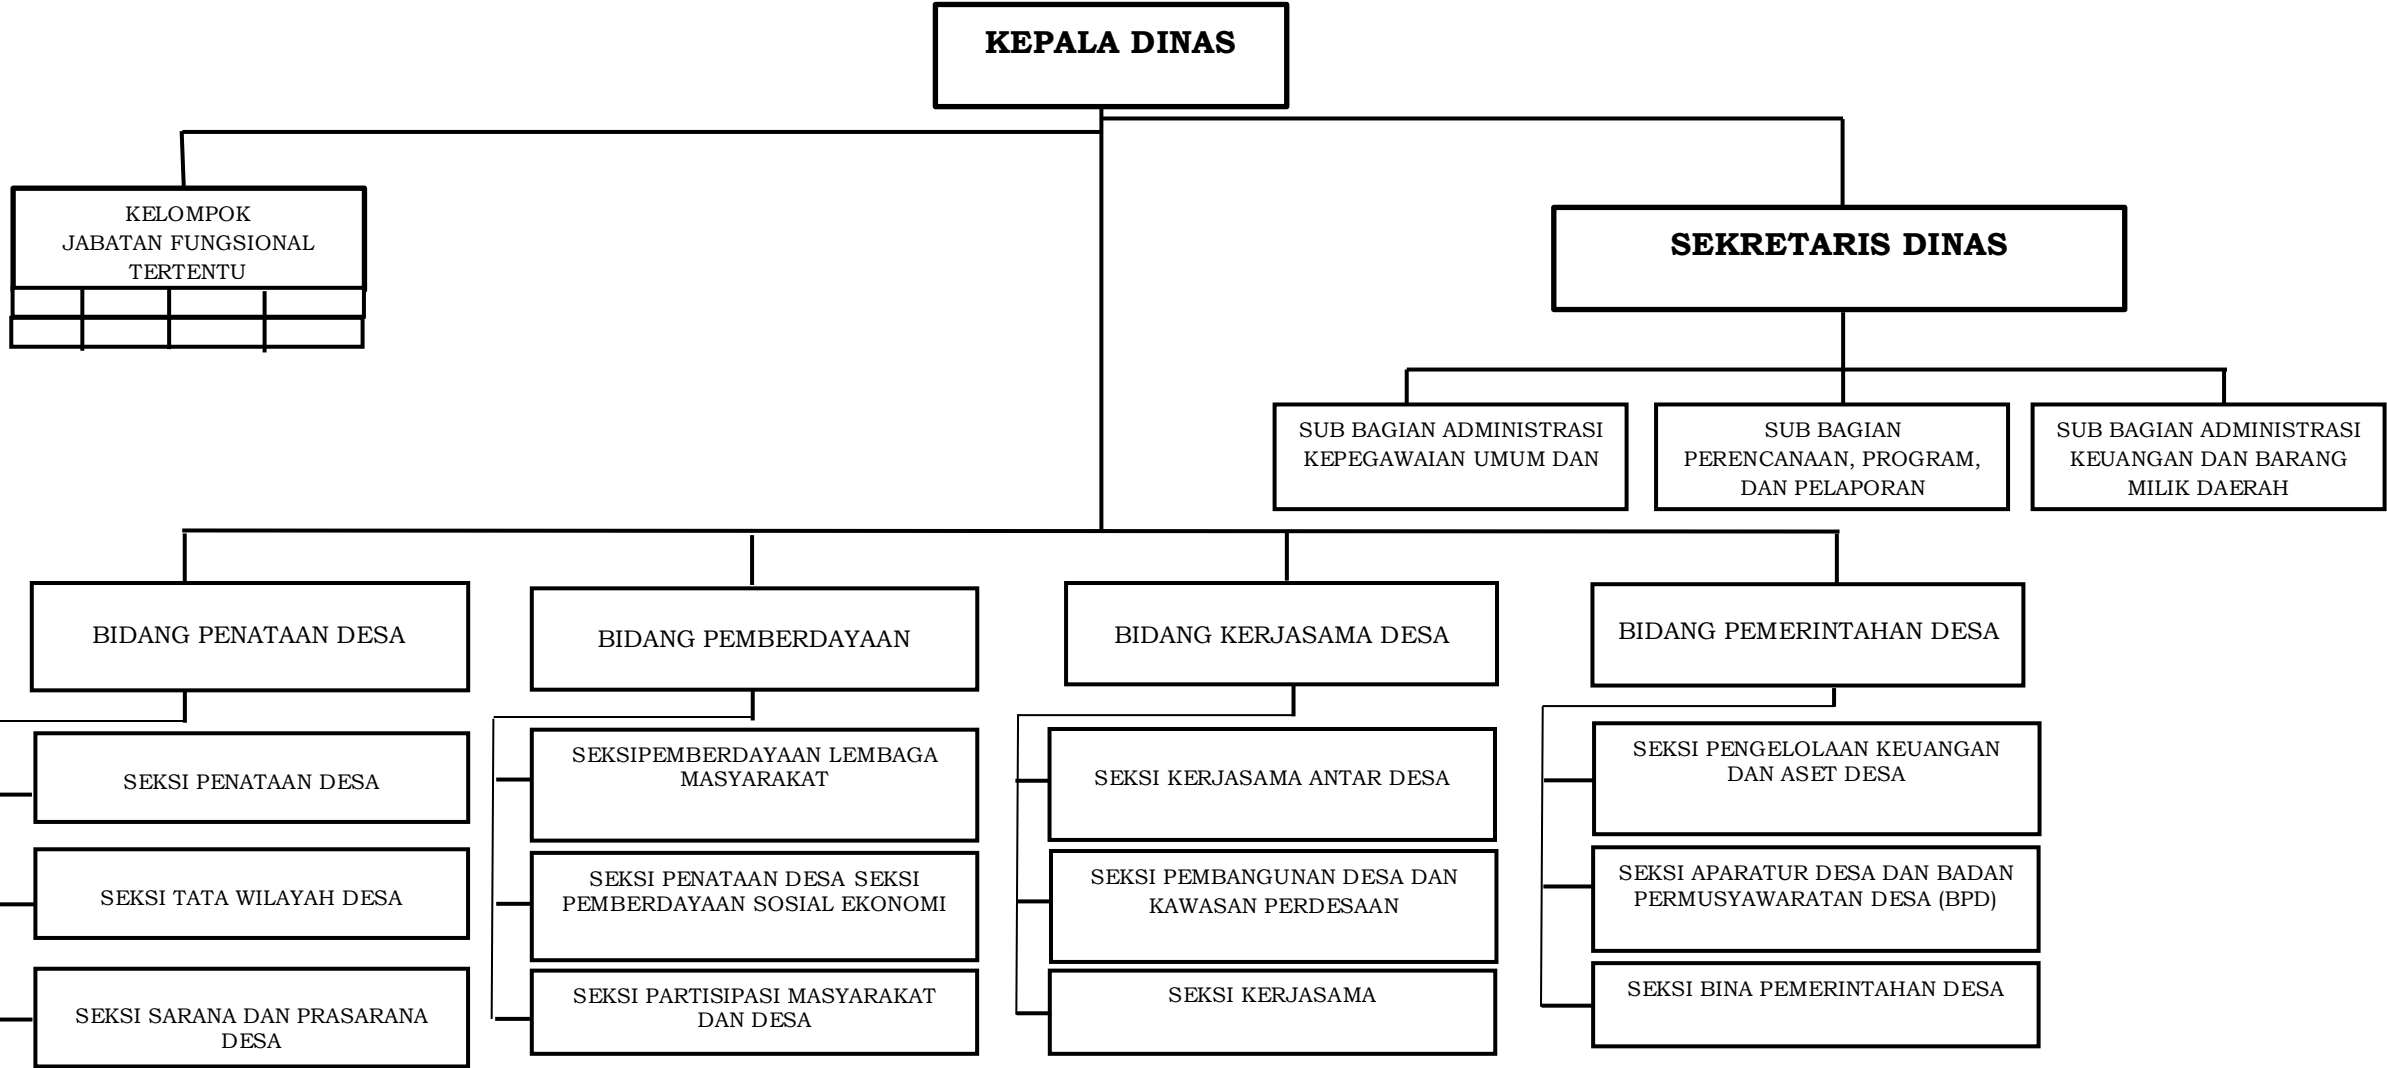 KEPALA DINAS
KELOMPOK
JABATAN FUNGSIONAL
TERTENTU
SEKRETARIS DINAS
SUB BAGIAN ADMINISTRASI
KEPEGAWAIAN UMUM DAN
SUB BAGIAN
PERENCANAAN, PROGRAM,
DAN PELAPORAN
SUB BAGIAN ADMINISTRASI
KEUANGAN DAN BARANG
MILIK DAERAH
BIDANG PENATAAN DESA
BIDANG PEMBERDAYAAN
BIDANG KERJASAMA DESA
BIDANG PEMERINTAHAN DESA
SEKSI PENATAAN DESA
SEKSI TATA WILAYAH DESA
SEKSI SARANA DAN PRASARANA
DESA
SEKSIPEMBERDAYAAN LEMBAGA
MASYARAKAT
SEKSI PENATAAN DESA SEKSI
PEMBERDAYAAN SOSIAL EKONOMI
SEKSI PARTISIPASI MASYARAKAT
DAN DESA
SEKSI KERJASAMA ANTAR DESA
SEKSI PEMBANGUNAN DESA DAN
KAWASAN PERDESAAN
SEKSI KERJASAMA
SEKSI PENGELOLAAN KEUANGAN
DAN ASET DESA
SEKSI APARATUR DESA DAN BADAN
PERMUSYAWARATAN DESA (BPD)
SEKSI BINA PEMERINTAHAN DESA